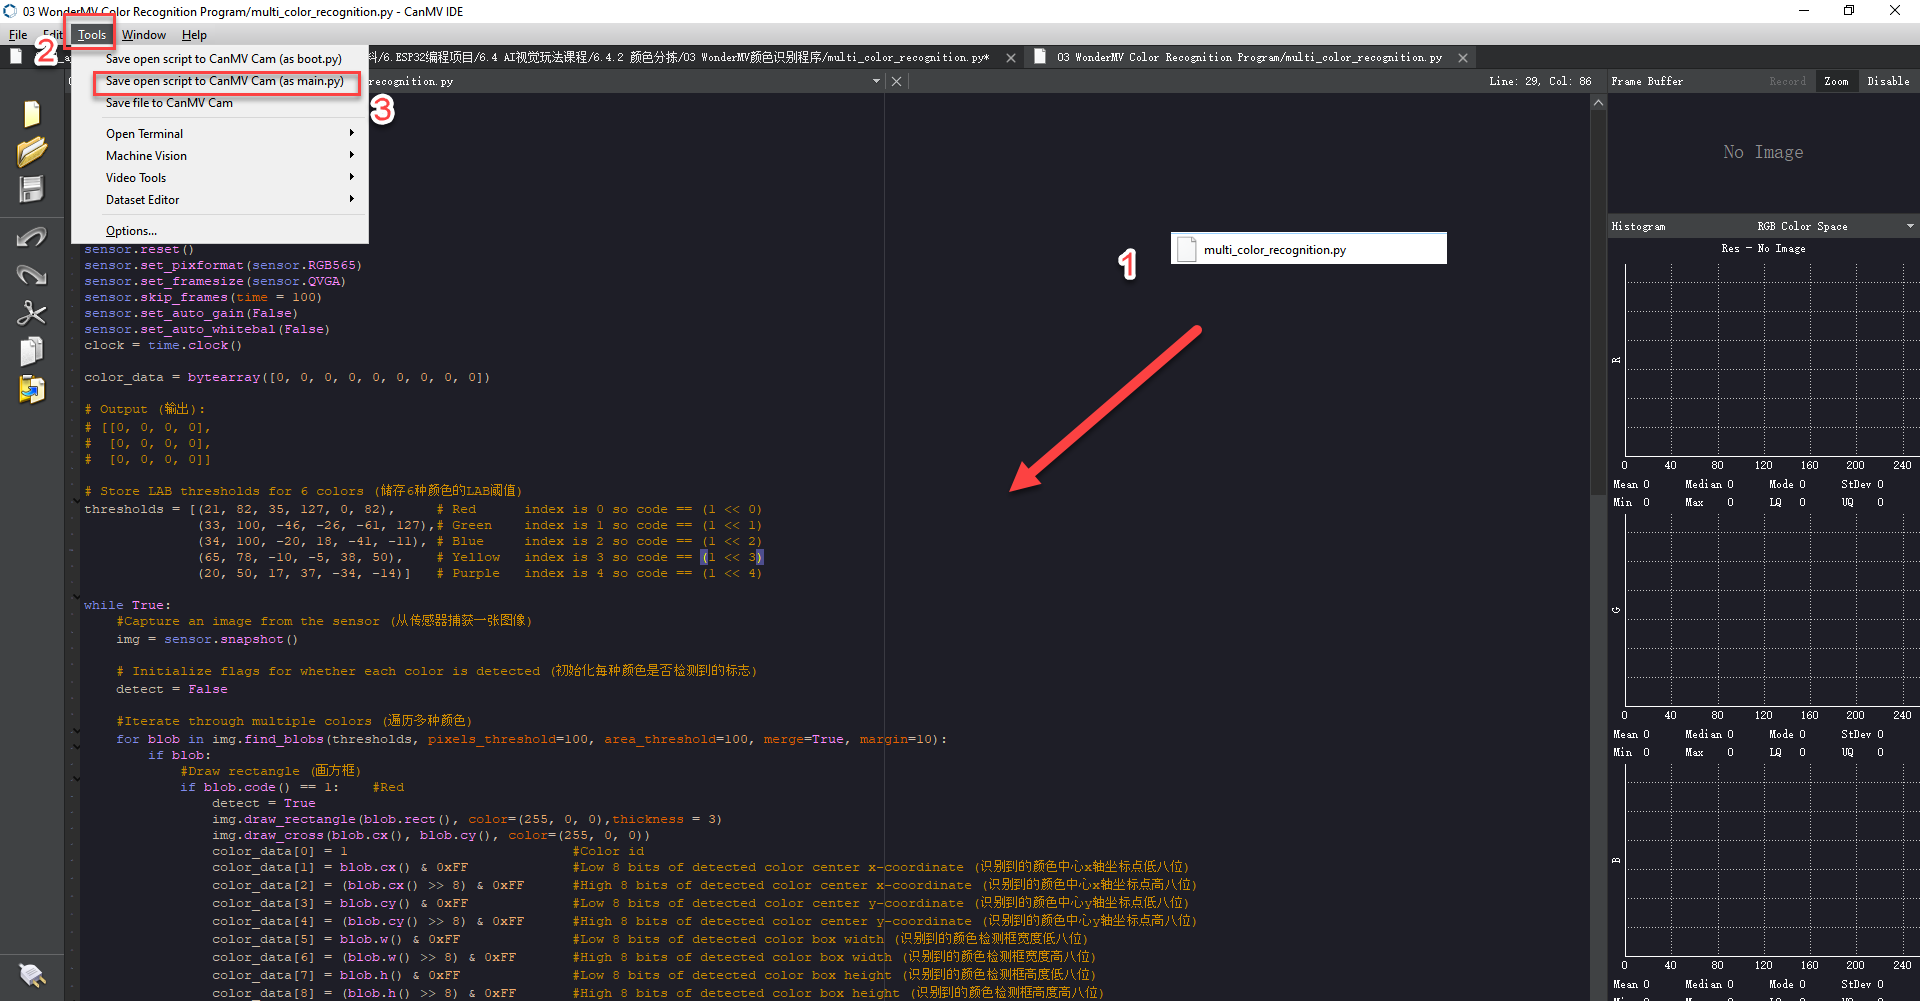 03 WonderMV Color Recognition Program/multi_color_recognition.py - CanMV IDE
File Edit Tools Window Help
2
Save open script to CanMV Cam (as boot.py)
料/6.ESP32编程项目/6.4 AI视觉玩法课程/6.4.2 颜色分拣/03 WonderMV颜色识别程序/multi_color_recognition.py*
03 WonderMV Color Recognition Program/multi_color_recognition.py
Save open script to CanMV Cam (as main.py)
recognition.py
Line: 29, Col: 86
Frame Buffer Record Zoom Disable
Save file to CanMV Cam
3
Open Terminal
Machine Vision
Video Tools
Dataset Editor
Options...
No Image
Histogram RGB Color Space
Res - No Image
1
multi_color_recognition.py
sensor.reset()
sensor.set_pixformat(sensor.RGB565)
sensor.set_framesize(sensor.QVGA)
sensor.skip_frames(time = 100)
sensor.set_auto_gain(False)
sensor.set_auto_whitebal(False)
clock = time.clock()
color_data = bytearray([0, 0, 0, 0, 0, 0, 0, 0, 0])
# Output (输出):
# [[0, 0, 0, 0],
#  [0, 0, 0, 0],
#  [0, 0, 0, 0]]
# Store LAB thresholds for 6 colors (储存6种颜色的LAB阈值)
thresholds = [(21, 82, 35, 127, 0, 82),     # Red      index is 0 so code == (1 << 0)
(33, 100, -46, -26, -61, 127),# Green    index is 1 so code == (1 << 1)
(34, 100, -20, 18, -41, -11), # Blue     index is 2 so code == (1 << 2)
(65, 78, -10, -5, 38, 50),    # Yellow   index is 3 so code == (1 << 3)
(20, 50, 17, 37, -34, -14)]   # Purple   index is 4 so code == (1 << 4)
while True:
#Capture an image from the sensor (从传感器捕获一张图像)
img = sensor.snapshot()
# Initialize flags for whether each color is detected (初始化每种颜色是否检测到的标志)
detect = False
#Iterate through multiple colors (遍历多种颜色)
for blob in img.find_blobs(thresholds, pixels_threshold=100, area_threshold=100, merge=True, margin=10):
if blob:
#Draw rectangle (画方框)
if blob.code() == 1:    #Red
detect = True
img.draw_rectangle(blob.rect(), color=(255, 0, 0),thickness = 3)
img.draw_cross(blob.cx(), blob.cy(), color=(255, 0, 0))
color_data[0] = 1                            #Color id
color_data[1] = blob.cx() & 0xFF             #Low 8 bits of detected color center x-coordinate (识别到的颜色中心x轴坐标点低八位)
color_data[2] = (blob.cx() >> 8) & 0xFF      #High 8 bits of detected color center x-coordinate (识别到的颜色中心x轴坐标点高八位)
color_data[3] = blob.cy() & 0xFF             #Low 8 bits of detected color center y-coordinate (识别到的颜色中心y轴坐标点低八位)
color_data[4] = (blob.cy() >> 8) & 0xFF      #High 8 bits of detected color center y-coordinate (识别到的颜色中心y轴坐标点高八位)
color_data[5] = blob.w() & 0xFF              #Low 8 bits of detected color box width (识别到的颜色检测框宽度低八位)
color_data[6] = (blob.w() >> 8) & 0xFF       #High 8 bits of detected color box width (识别到的颜色检测框宽度高八位)
color_data[7] = blob.h() & 0xFF              #Low 8 bits of detected color box height (识别到的颜色检测框高度低八位)
color_data[8] = (blob.h() >> 8) & 0xFF       #High 8 bits of detected color box height (识别到的颜色检测框高度高八位)
R
0 40 80 120 160 200 240
Mean 0 Median 0 Mode 0 StDev 0
Min 0 Max 0 LQ 0 UQ 0
G
0 40 80 120 160 200 240
Mean 0 Median 0 Mode 0 StDev 0
Min 0 Max 0 LQ 0 UQ 0
B
0 40 80 120 160 200 240
Mean 0 Median 0 Mode 0 StDev 0